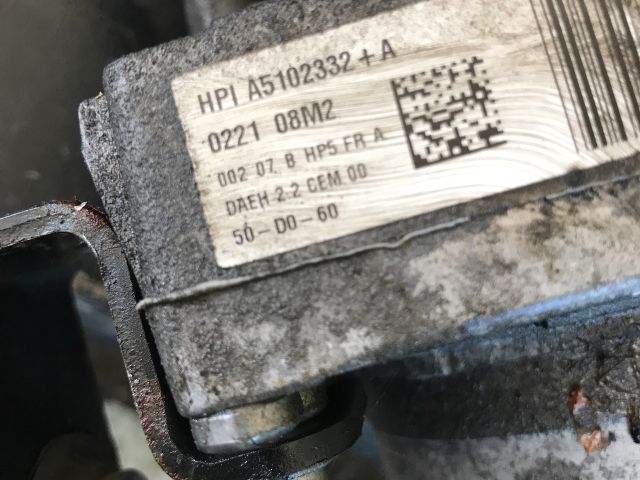 HPI A5102332+A
0221 08M2
002 07. B HP5 FR A
DAEH 2.2 CEM 00
50-D0-60